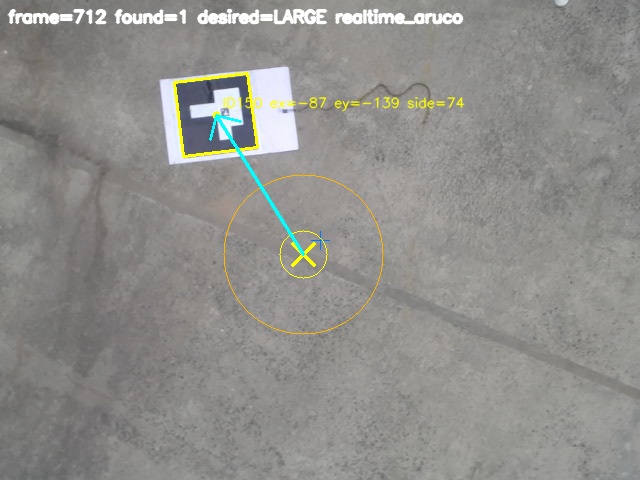 frame=712 found=1 desired=LARGE realtime_aruco
ID150 ex=-87 ey=-139 side=74